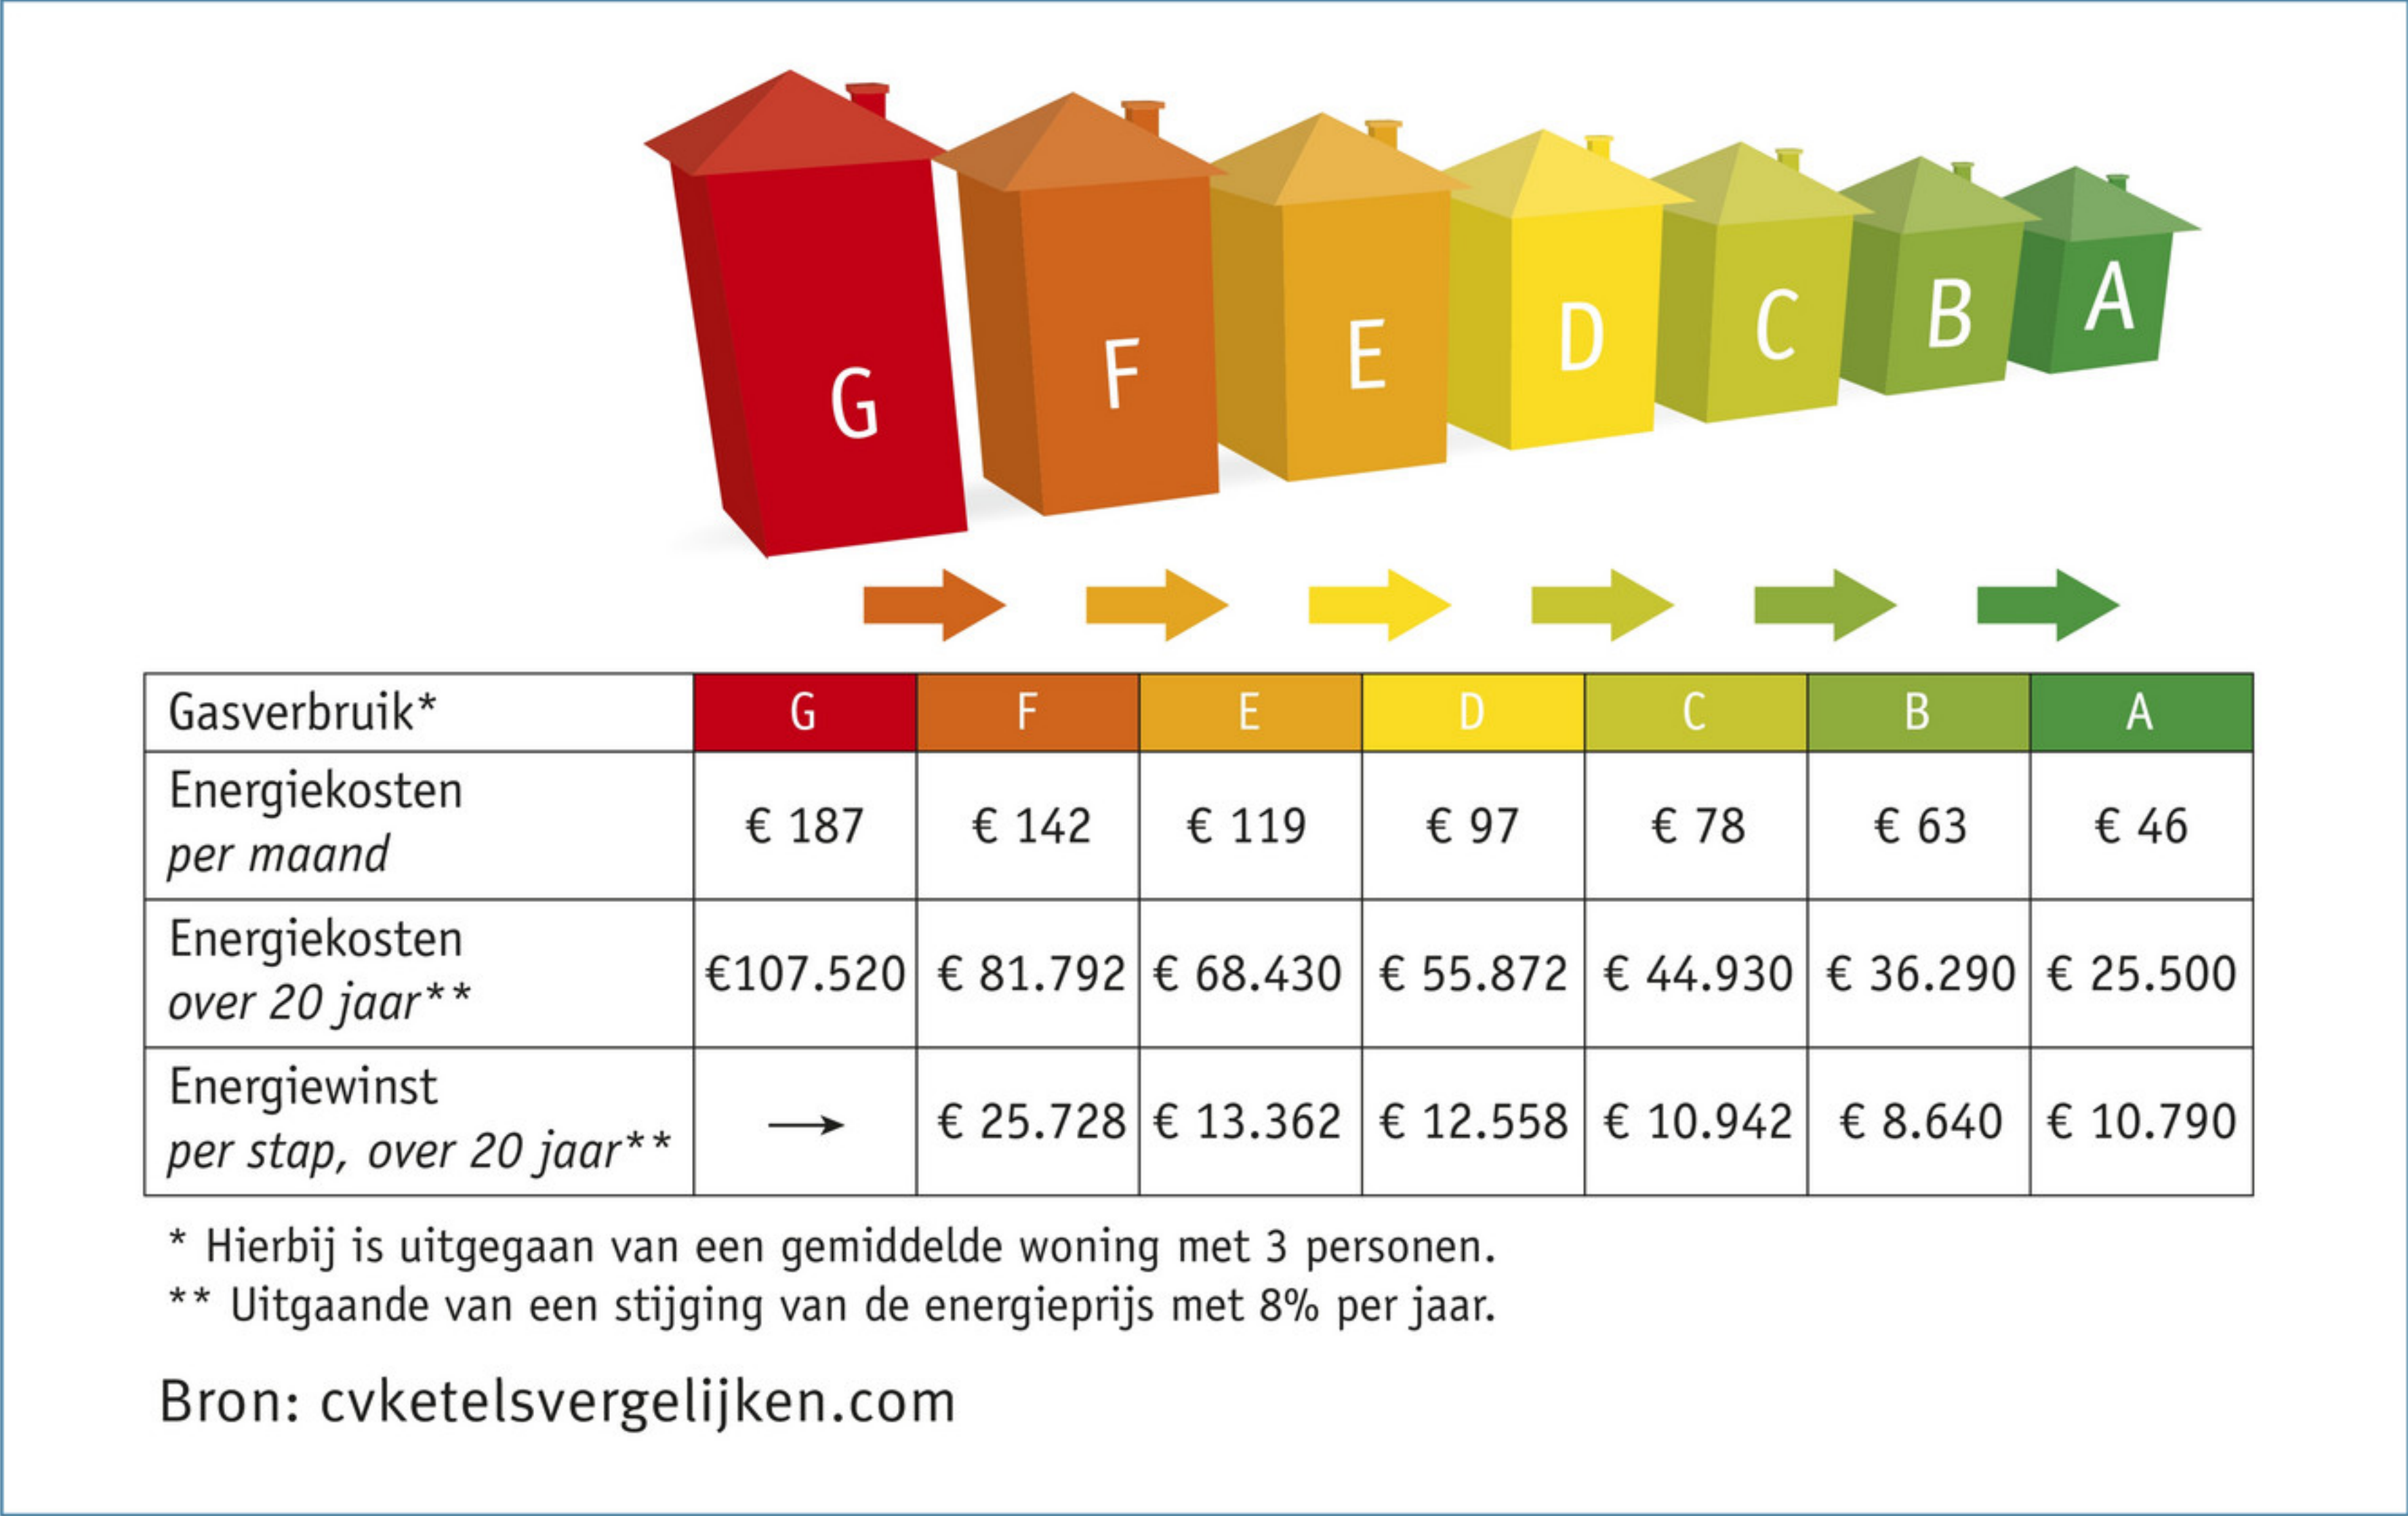 G F E D C B A
Gasverbruik* G F E D C B A
Energiekosten
per maand € 187 € 142 € 119 € 97 € 78 € 63 € 46
Energiekosten
over 20 jaar** €107.520 € 81.792 € 68.430 € 55.872 € 44.930 € 36.290 € 25.500
Energiewinst
per stap, over 20 jaar** → € 25.728 € 13.362 € 12.558 € 10.942 € 8.640 € 10.790
* Hierbij is uitgegaan van een gemiddelde woning met 3 personen.
** Uitgaande van een stijging van de energieprijs met 8% per jaar.
Bron: cvketelsvergelijken.com